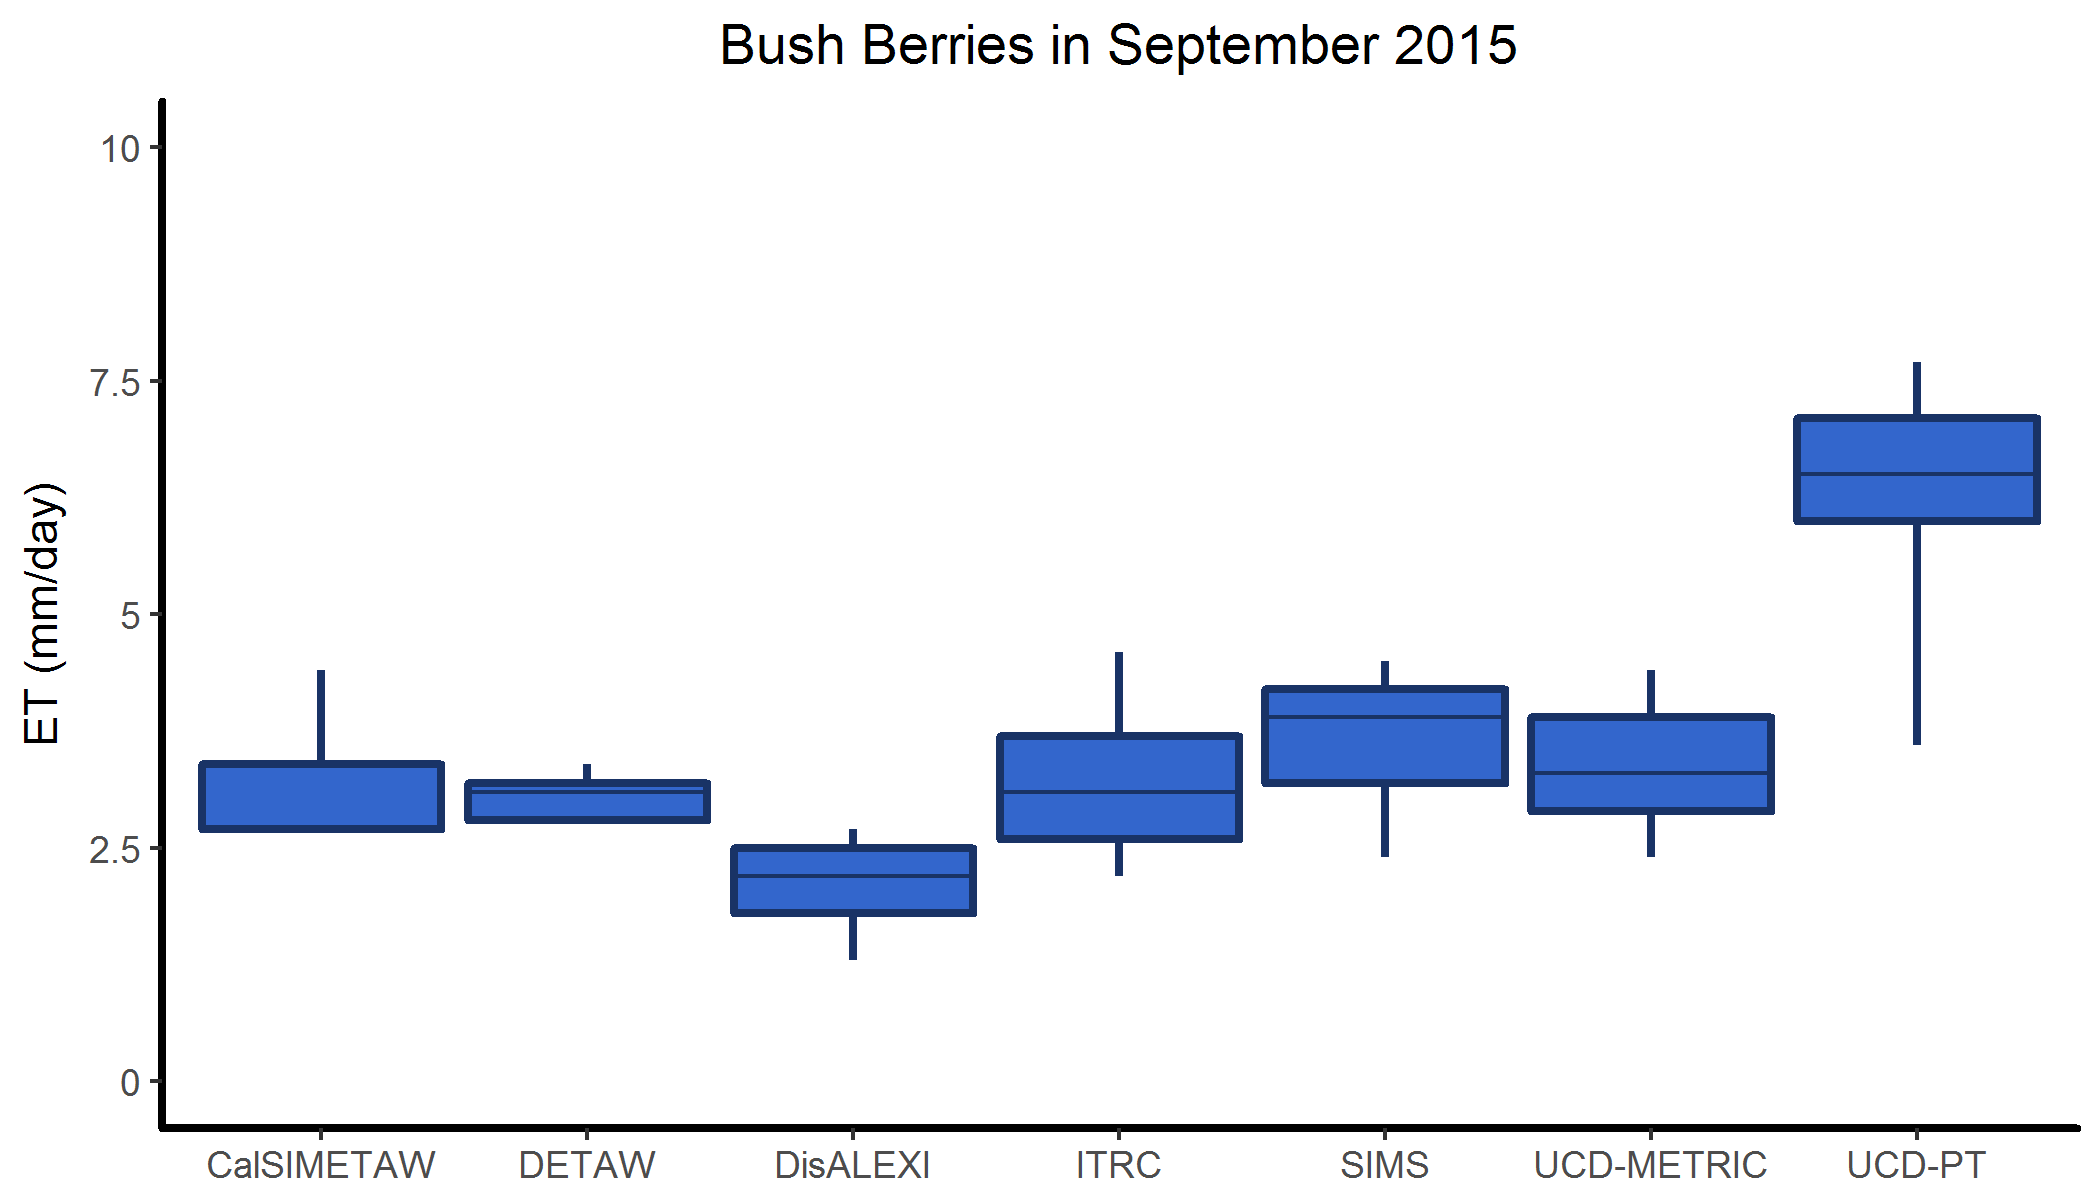 Bush Berries in September 2015
ET (mm/day)
10
7.5
5
2.5
0
CalSIMETAW DETAW DisALEXI ITRC SIMS UCD-METRIC UCD-PT